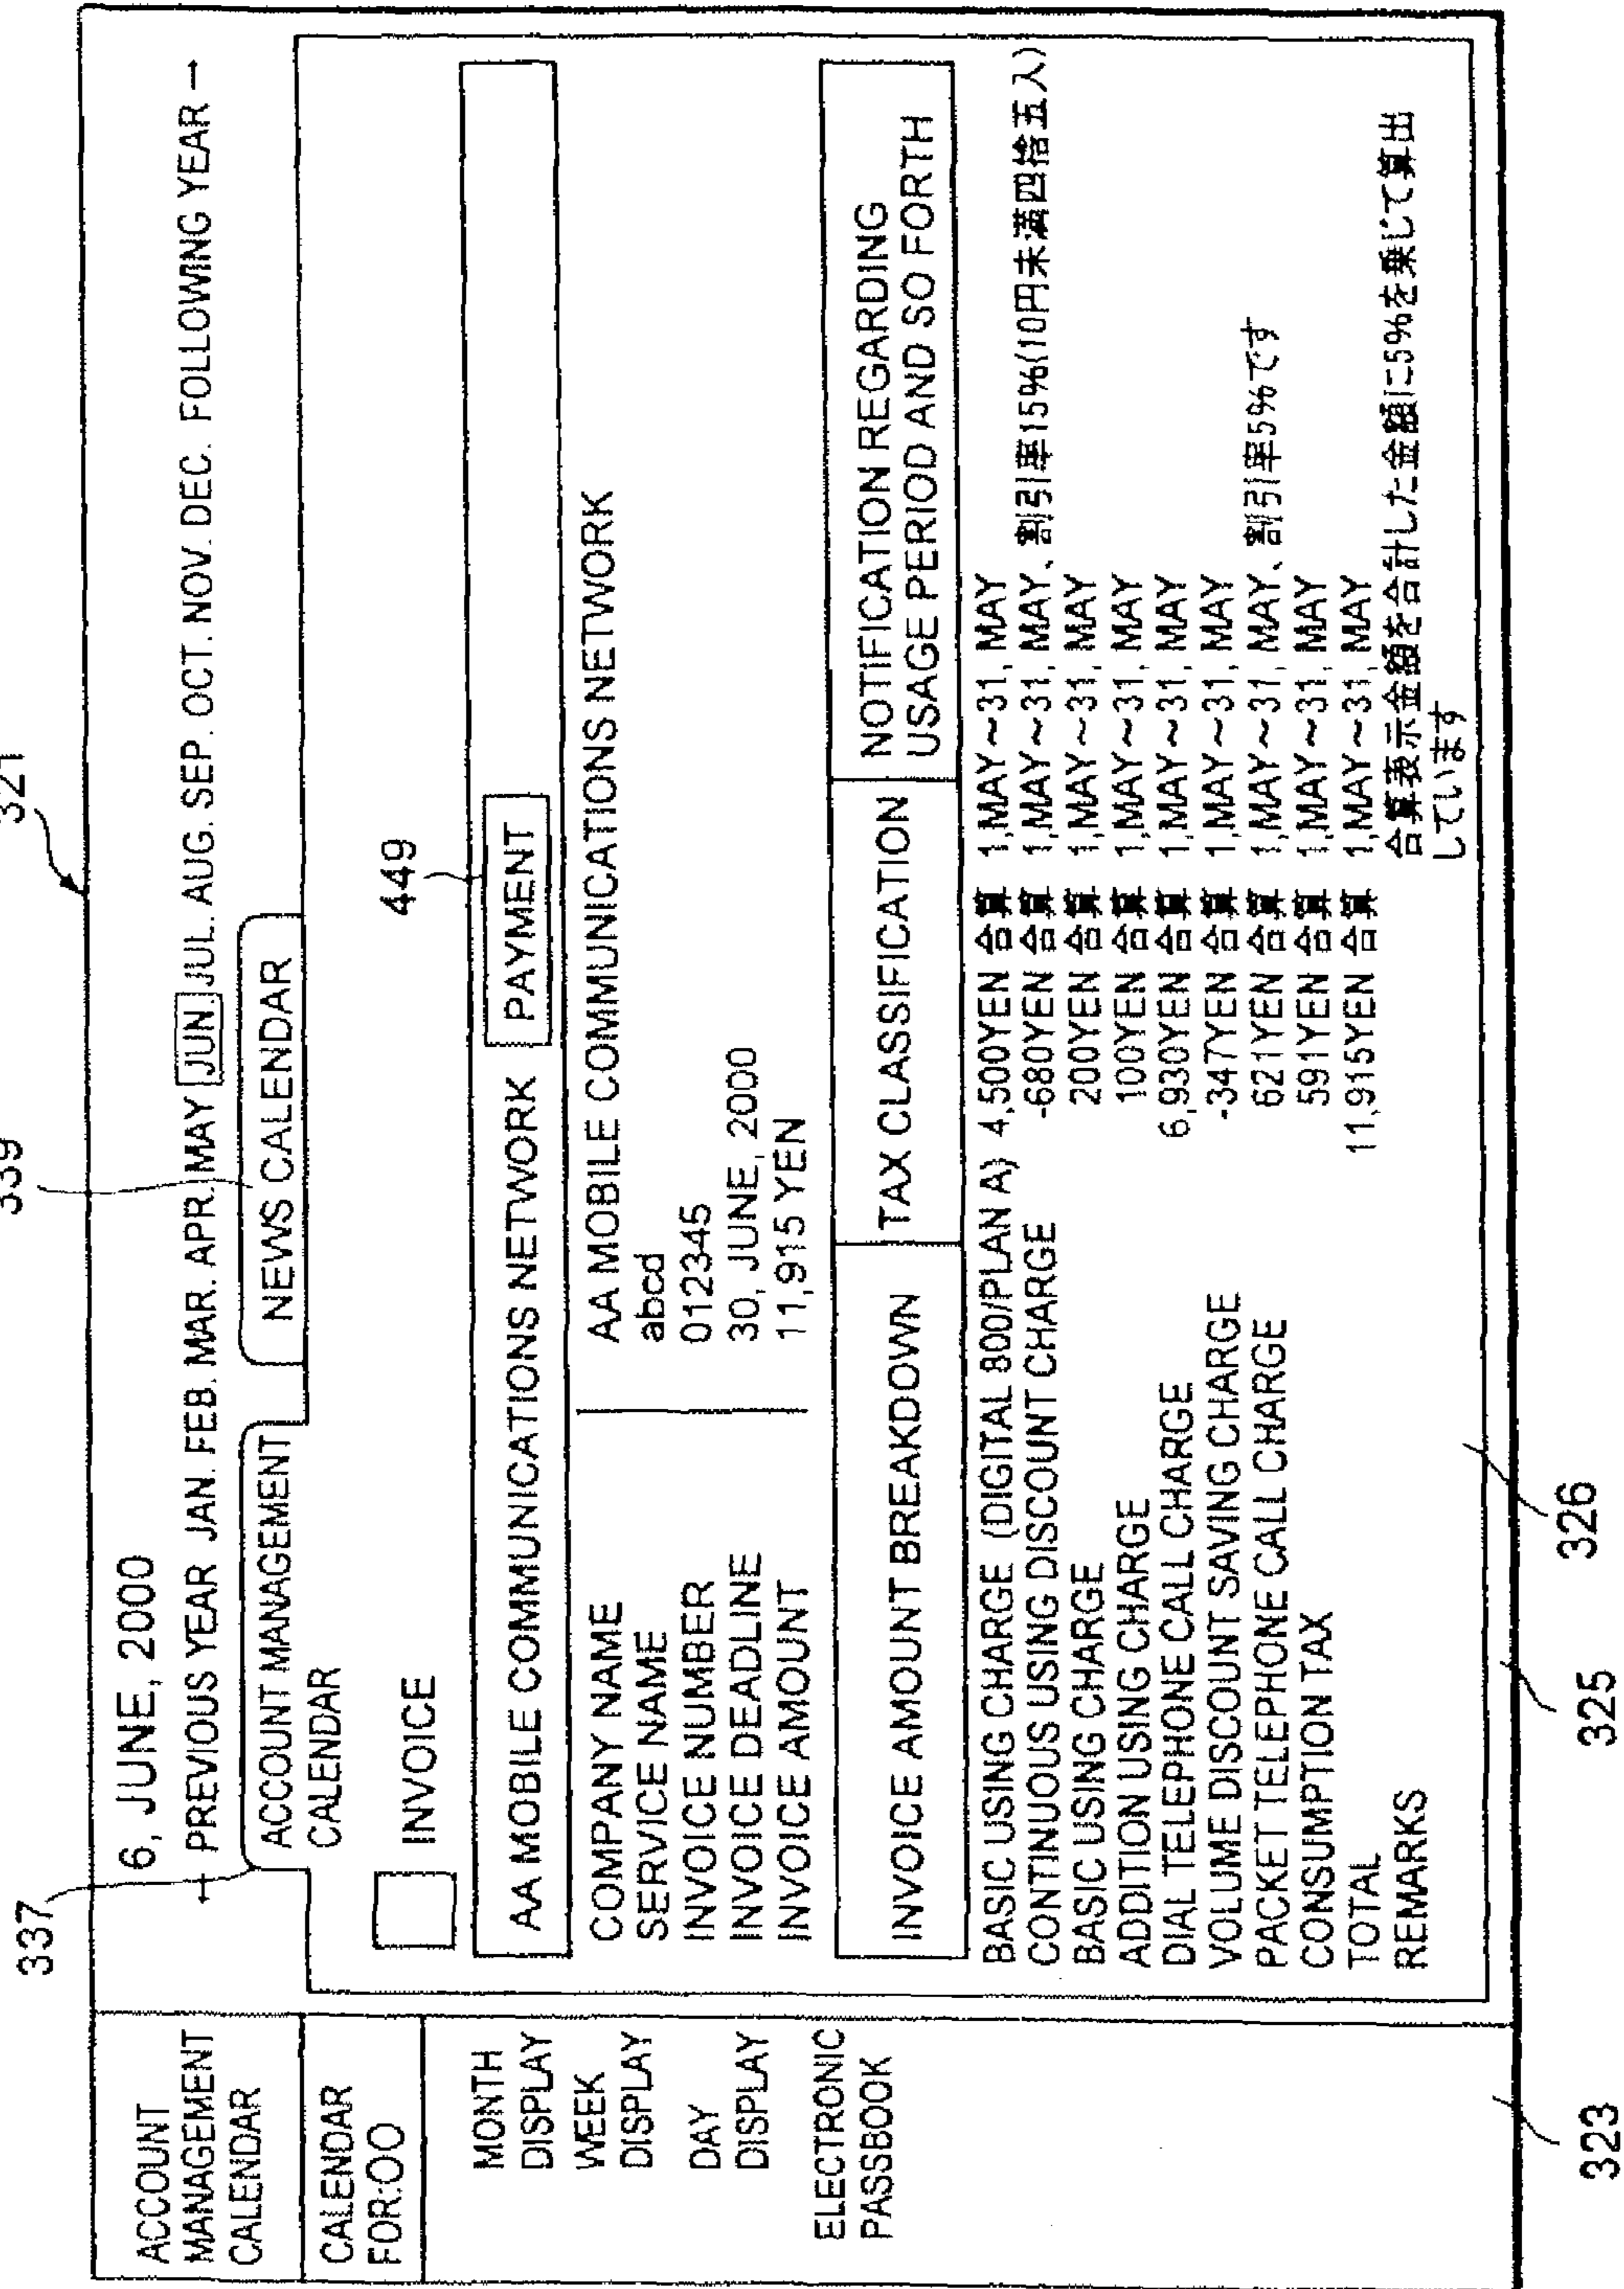 321
339
337
ACCOUNT
MANAGEMENT
CALENDAR
CALENDAR
FOR:OO
MONTH
DISPLAY
WEEK
DISPLAY
DAY
DISPLAY
ELECTRONIC
PASSBOOK
323
6, JUNE, 2000
← PREVIOUS YEAR JAN. FEB. MAR. APR. MAY JUN. JUL. AUG. SEP. OCT. NOV. DEC. FOLLOWING YEAR →
ACCOUNT MANAGEMENT
CALENDAR
NEWS CALENDAR
INVOICE
449
AA MOBILE COMMUNICATIONS NETWORK PAYMENT
COMPANY NAME AA MOBILE COMMUNICATIONS NETWORK
SERVICE NAME abcd
INVOICE NUMBER 012345
INVOICE DEADLINE 30, JUNE, 2000
INVOICE AMOUNT 11,915 YEN
INVOICE AMOUNT BREAKDOWN TAX CLASSIFICATION NOTIFICATION REGARDING
USAGE PERIOD AND SO FORTH
BASIC USING CHARGE (DIGITAL 800/PLAN A) 4,500YEN 合算 1,MAY~31, MAY
CONTINUOUS USING DISCOUNT CHARGE -680YEN 合算 1,MAY~31, MAY、割引率15%(10円未満四捨五入)
BASIC USING CHARGE 200YEN 合算 1,MAY~31, MAY
ADDITION USING CHARGE 100YEN 合算 1,MAY~31, MAY
DIAL TELEPHONE CALL CHARGE 6,930YEN 合算 1,MAY~31, MAY
VOLUME DISCOUNT SAVING CHARGE -347YEN 合算 1,MAY~31, MAY
PACKET TELEPHONE CALL CHARGE 621YEN 合算 1,MAY~31, MAY、割引率5%です
CONSUMPTION TAX 591YEN 合算 1,MAY~31, MAY
TOTAL 11,915YEN 合算 1,MAY~31, MAY
REMARKS 合算表示金額を合計した金額に5%を乗じて算出
しています
325
326